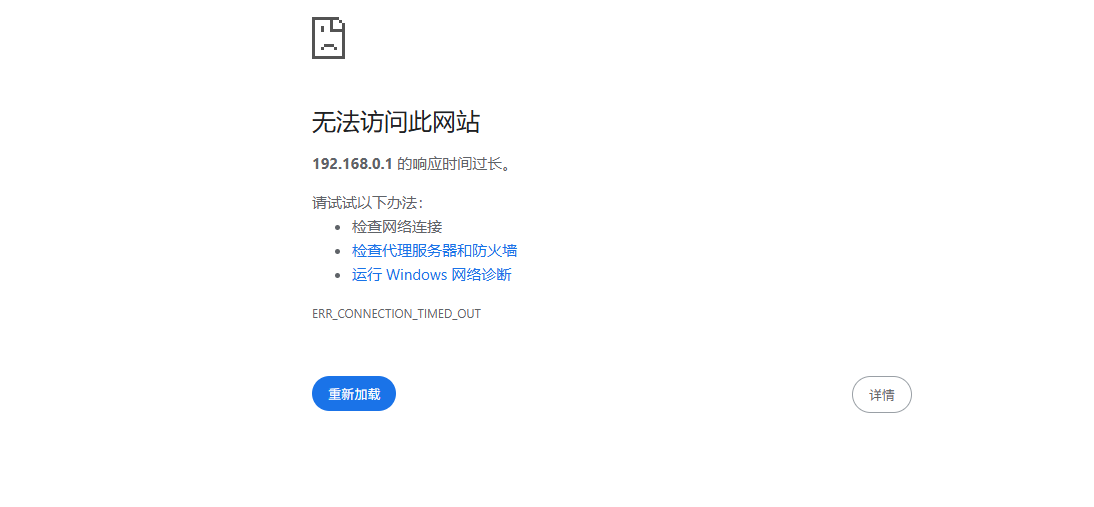 无法访问此网站
192.168.0.1 的响应时间过长。
请试试以下办法：
检查网络连接
检查代理服务器和防火墙
运行 Windows 网络诊断
ERR_CONNECTION_TIMED_OUT
重新加载
详情